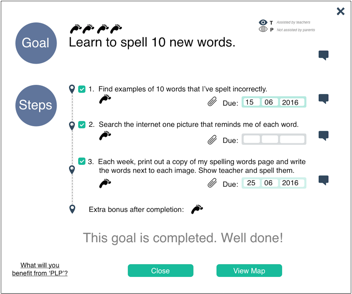 Goal
Learn to spell 10 new words.
T Assisted by teachers
P Not assisted by parents
Steps
1. Find examples of 10 words that I've spelt incorrectly.
Due: 15 06 2016
2. Search the internet one picture that reminds me of each word.
Due:
3. Each week, print out a copy of my spelling words page and write
the words next to each image. Show teacher and spell them.
Due: 25 06 2016
Extra bonus after completion:
This goal is completed. Well done!
What will you
benefit from 'PLP'?
Close
View Map